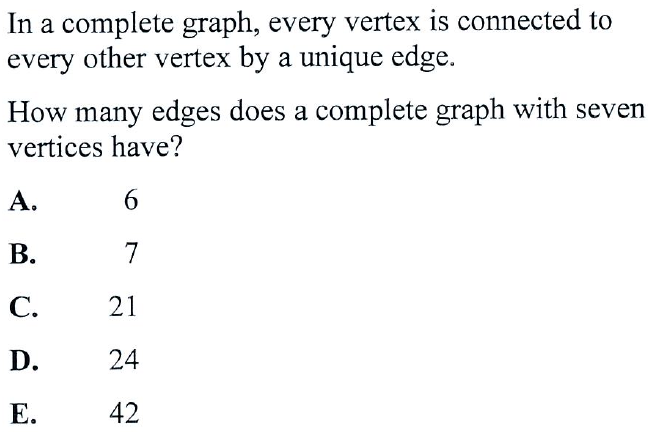 In a complete graph, every vertex is connected to
every other vertex by a unique edge.
How many edges does a complete graph with seven
vertices have?
A. 6
B. 7
C. 21
D. 24
E. 42